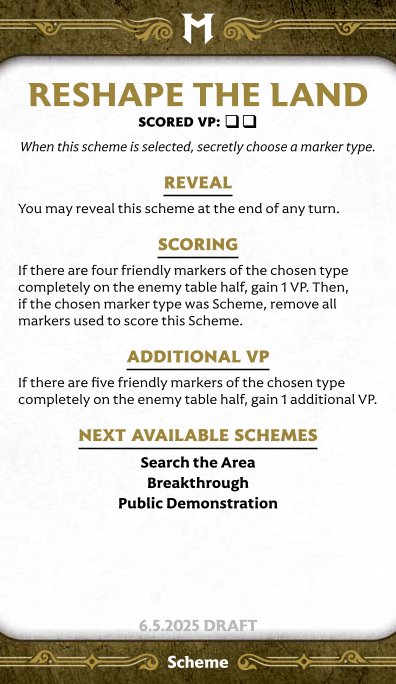 M
RESHAPE THE LAND
SCORED VP: ☐ ☐
When this scheme is selected, secretly choose a marker type.
REVEAL
You may reveal this scheme at the end of any turn.
SCORING
If there are four friendly markers of the chosen type
completely on the enemy table half, gain 1 VP. Then,
if the chosen marker type was Scheme, remove all
markers used to score this Scheme.
ADDITIONAL VP
If there are five friendly markers of the chosen type
completely on the enemy table half, gain 1 additional VP.
NEXT AVAILABLE SCHEMES
Search the Area
Breakthrough
Public Demonstration
6.5.2025 DRAFT
Scheme